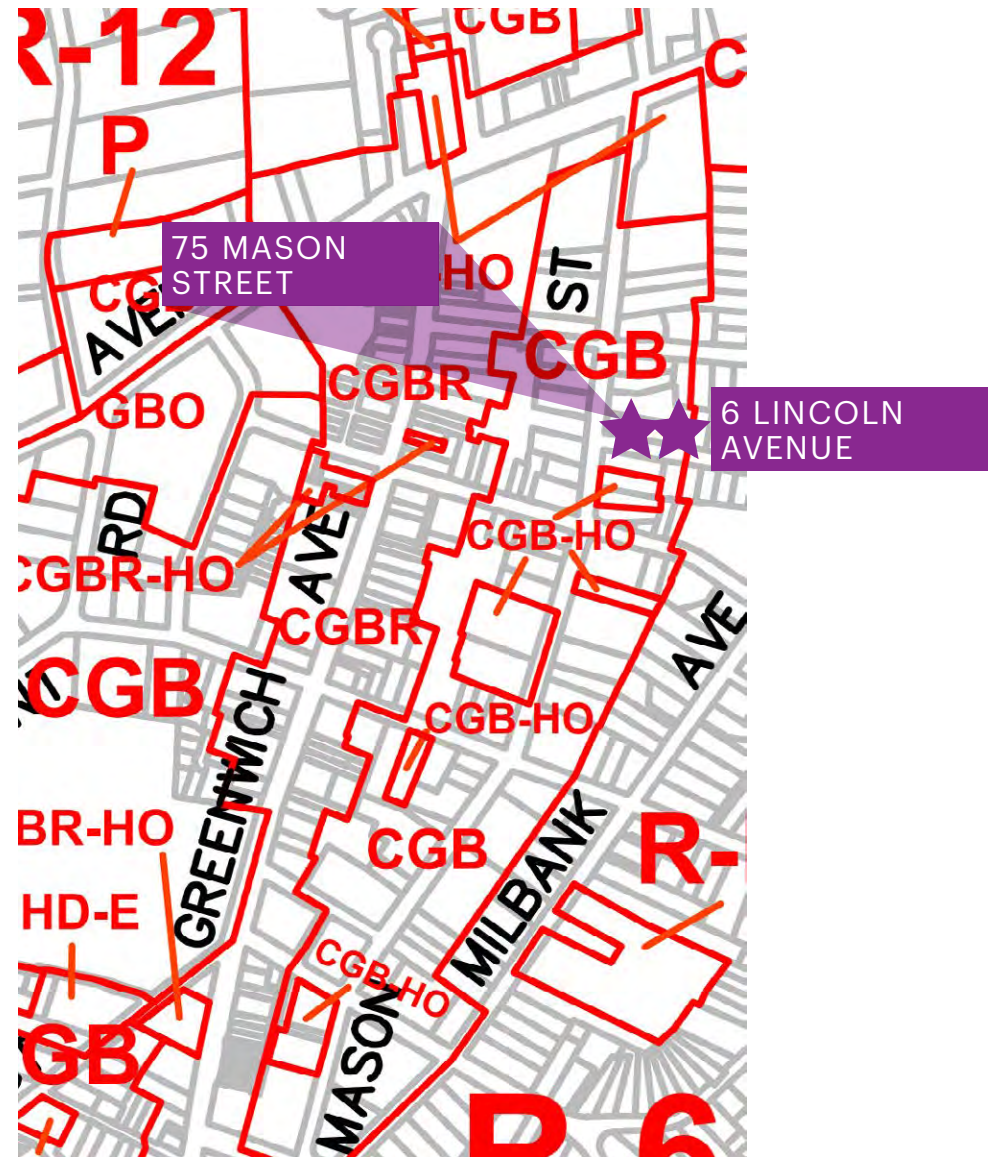 CGB
R-12
C
P
75 MASON
STREET
-HO
ST
CG
AVE
CGB
CGBR
GBO
6 LINCOLN
AVENUE
RD
AVE
CGB-HO
CGBR-HO
CGBR
AVE
CGB
GREENWICH
CGB-HO
BR-HO
CGB
R-
MILBANK
HD-E
CGB-HO
MASON
GB
R-6